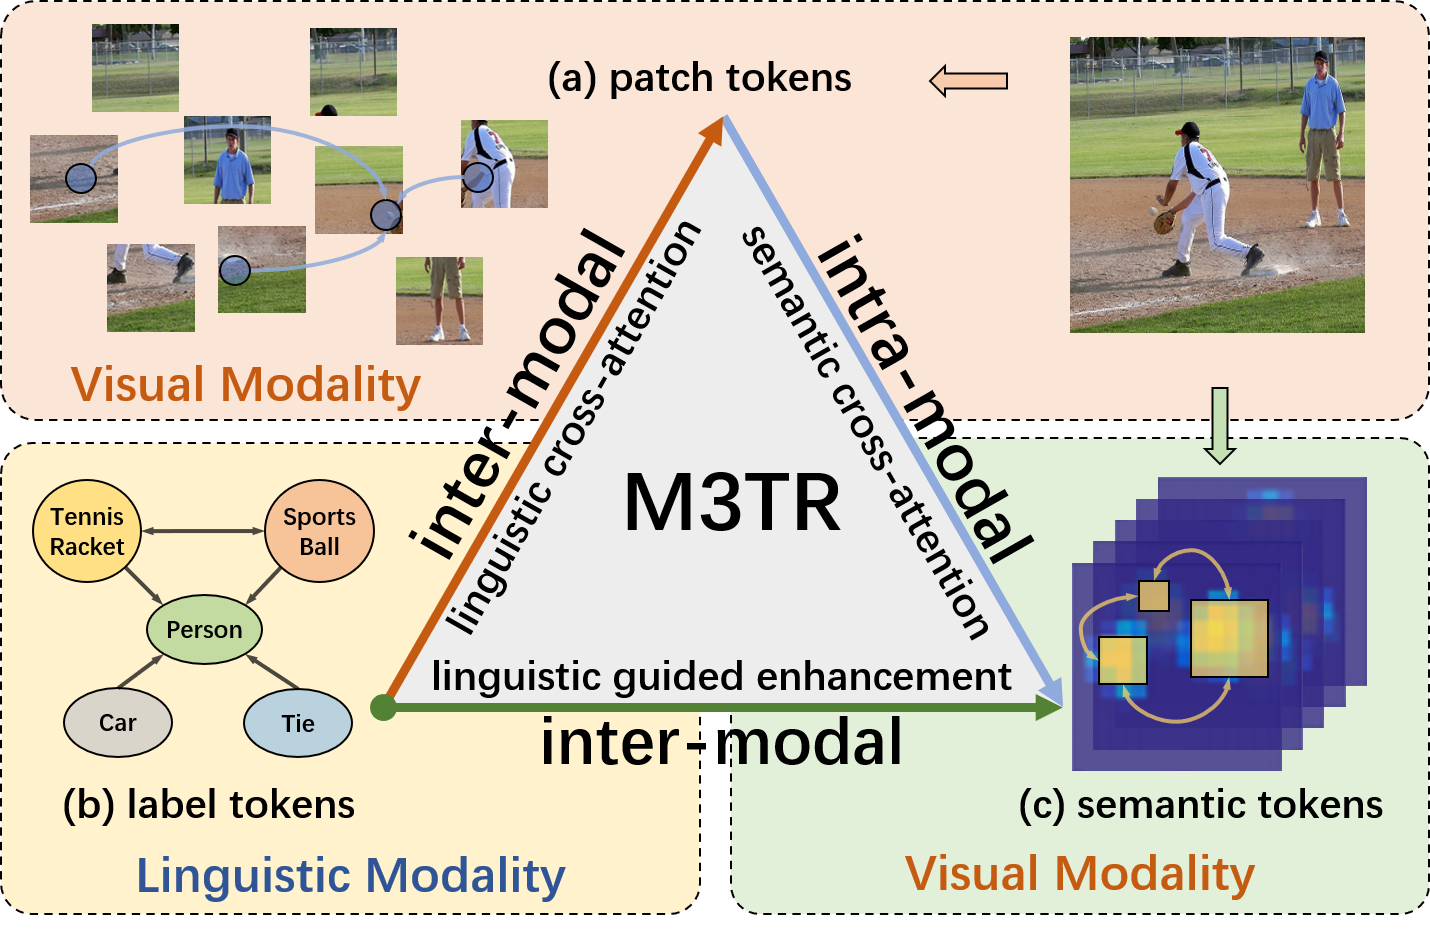 (a) patch tokens
Visual Modality
inter-modal
linguistic cross-attention
semantic cross-attention
intra-modal
M3TR
linguistic guided enhancement
inter-modal
Tennis
Racket
Sports
Ball
Person
Car
Tie
(b) label tokens
Linguistic Modality
(c) semantic tokens
Visual Modality